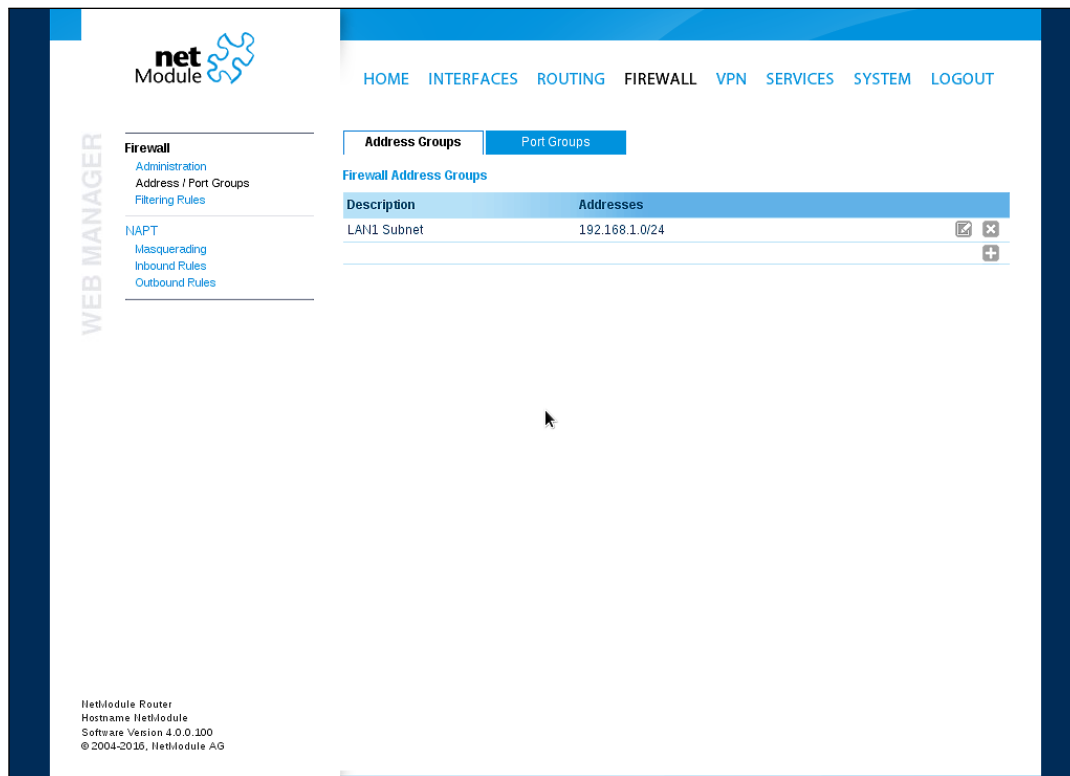 net
Module
HOME INTERFACES ROUTING FIREWALL VPN SERVICES SYSTEM LOGOUT
WEB MANAGER
Firewall
Administration
Address / Port Groups
Filtering Rules
NAPT
Masquerading
Inbound Rules
Outbound Rules
Address Groups Port Groups
Firewall Address Groups
Description Addresses
LAN1 Subnet 192.168.1.0/24
NetModule Router
Hostname NetModule
Software Version 4.0.0.100
© 2004-2016, NetModule AG